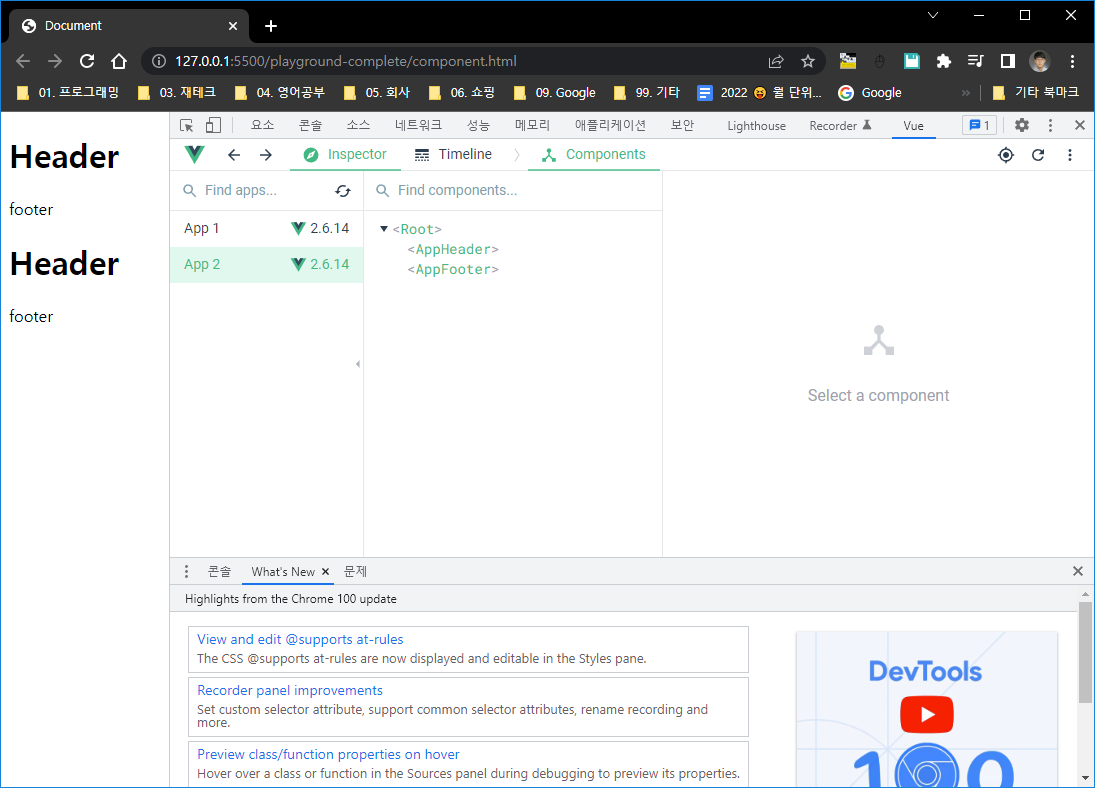 Document
127.0.0.1:5500/playground-complete/component.html
01. 프로그래밍 03. 재테크 04. 영어공부 05. 회사 06. 쇼핑 09. Google 99. 기타 2022 😆 월 단위... Google » 기타 북마크
Header
footer
Header
footer
요소 콘솔 소스 네트워크 성능 메모리 애플리케이션 보안 Lighthouse Recorder Vue 1
Inspector Timeline Components
Find apps... Find components...
App 1 2.6.14
App 2 2.6.14
<Root>
<AppHeader>
<AppFooter>
Select a component
콘솔 What's New × 문제
Highlights from the Chrome 100 update
View and edit @supports at-rules
The CSS @supports at-rules are now displayed and editable in the Styles pane.
Recorder panel improvements
Set custom selector attribute, support common selector attributes, rename recording and
more.
Preview class/function properties on hover
Hover over a class or function in the Sources panel during debugging to preview its properties.
DevTools
100